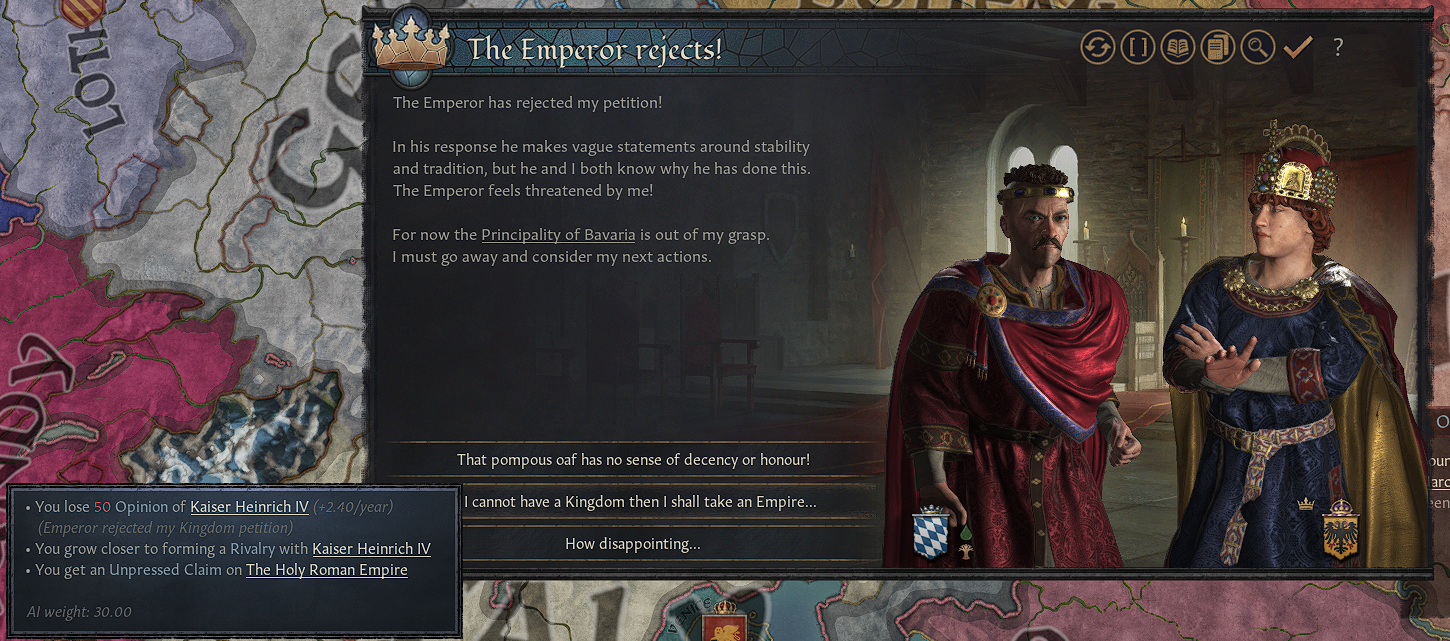 The Emperor rejects!
[ ]
?
The Emperor has rejected my petition!
In his response he makes vague statements around stability
and tradition, but he and I both know why he has done this.
The Emperor feels threatened by me!
For now the Principality of Bavaria is out of my grasp.
I must go away and consider my next actions.
That pompous oaf has no sense of decency or honour!
I cannot have a Kingdom then I shall take an Empire...
How disappointing...
• You lose 50 Opinion of Kaiser Heinrich IV (+2.40/year)
(Emperor rejected my Kingdom petition)
• You grow closer to forming a Rivalry with Kaiser Heinrich IV
• You get an Unpressed Claim on The Holy Roman Empire
AI weight: 30.00
LOTH
VENICE